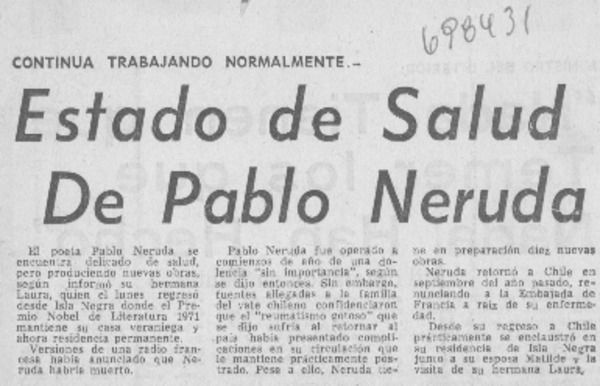 698431
CONTINUA TRABAJANDO NORMALMENTE.—
Estado de Salud
De Pablo Neruda
El poeta Pablo Neruda se
encuentra delicado de salud,
pero produciendo nuevas obras,
según informó su hermana
Laura, quien el lunes regresó
desde Isla Negra donde el Pre-
mio Nobel de Literatura 1971
mantiene su casa veraniega y
ahora residencia permanente.
Versiones de una radio fran-
cesa había anunciado que Ne-
ruda habría muerto.
Pablo Neruda fue operado a
comienzos de año de una do-
lencia "sin importancia", según
se dijo entonces. Sin embargo,
fuentes allegadas a la familia
del vate chileno confidenciaron
que el "reumatismo gotoso" que
se dijo sufría al retornar al
país había presentado compli-
caciones en su circulación que
le mantiene prácticamente pos-
trado. Pese a ello, Neruda tie-
ne en preparación diez nuevas
obras.
Neruda retornó a Chile en
septiembre del año pasado, re-
nunciando a la Embajada de
Francia a raíz de su enferme-
dad.
Desde su regreso a Chile
prácticamente se enclaustró en
su residencia de Isla Negra
junto a su esposa Matilde y la
visita de su hermana Laura.